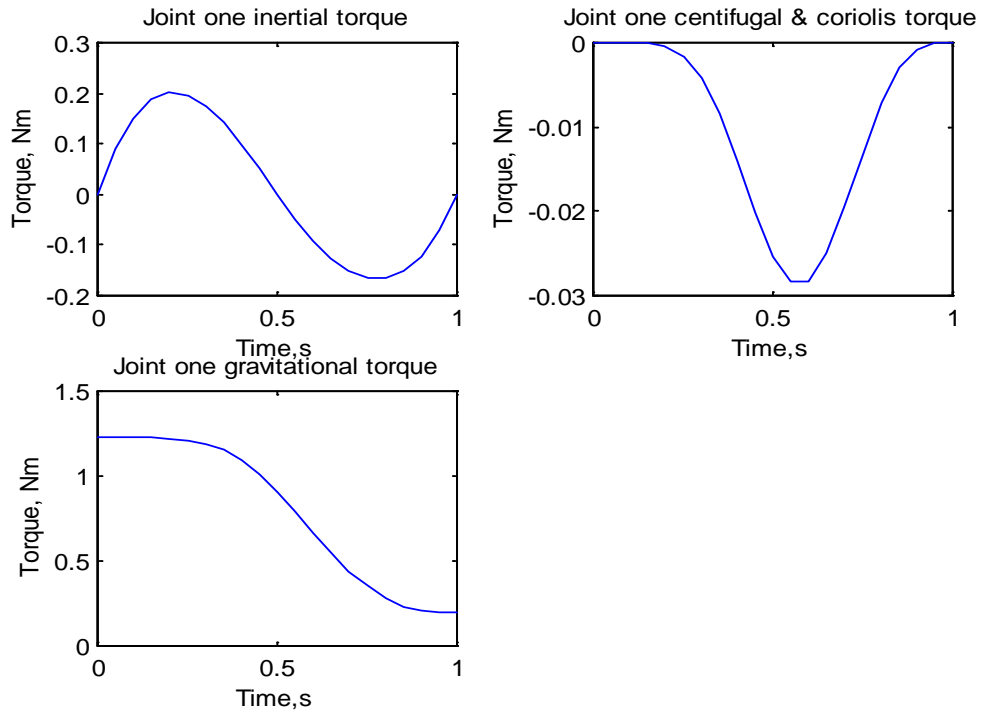 Joint one inertial torque
0.3
0.2
0.1
0
-0.1
-0.2
Torque, Nm
0 0.5 1
Time,s
Joint one centifugal & coriolis torque
0
-0.01
-0.02
-0.03
Torque, Nm
0 0.5 1
Time,s
Joint one gravitational torque
1.5
1
0.5
0
Torque, Nm
0 0.5 1
Time,s